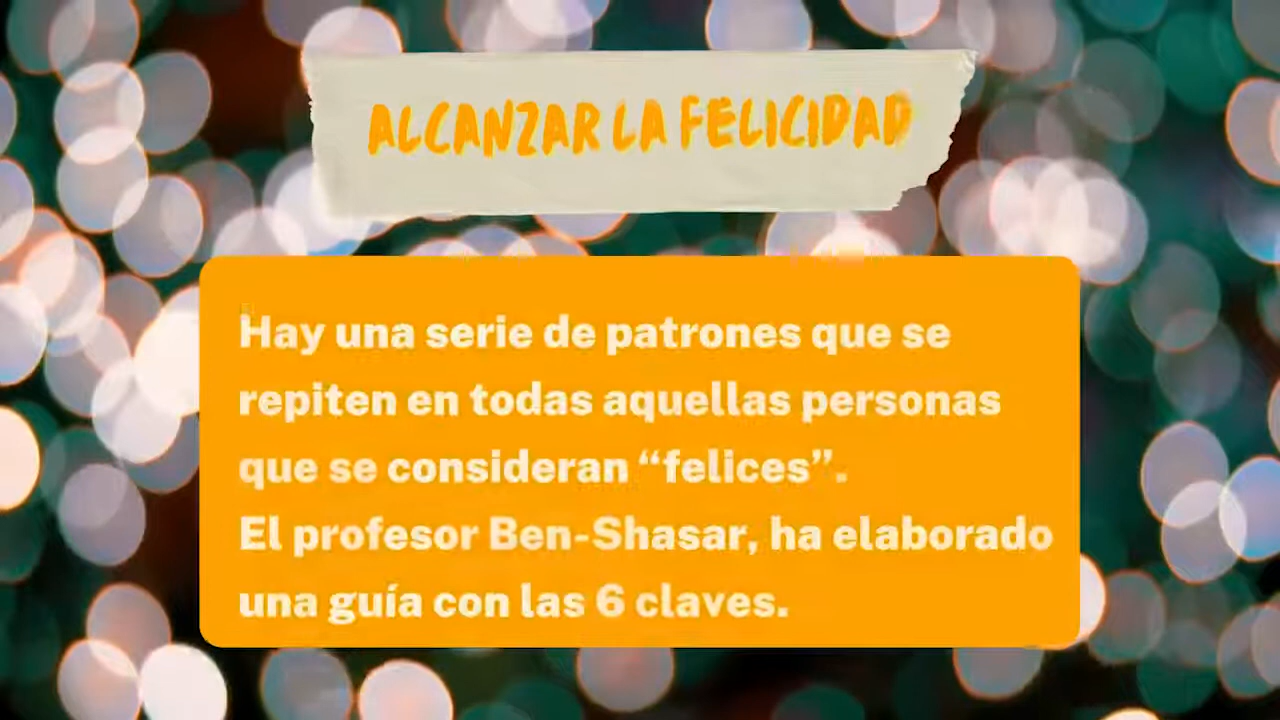 ALCANZAR LA FELICIDAD
Hay una serie de patrones que se
repiten en todas aquellas personas
que se consideran “felices”.
El profesor Ben-Shasar, ha elaborado
una guía con las 6 claves.